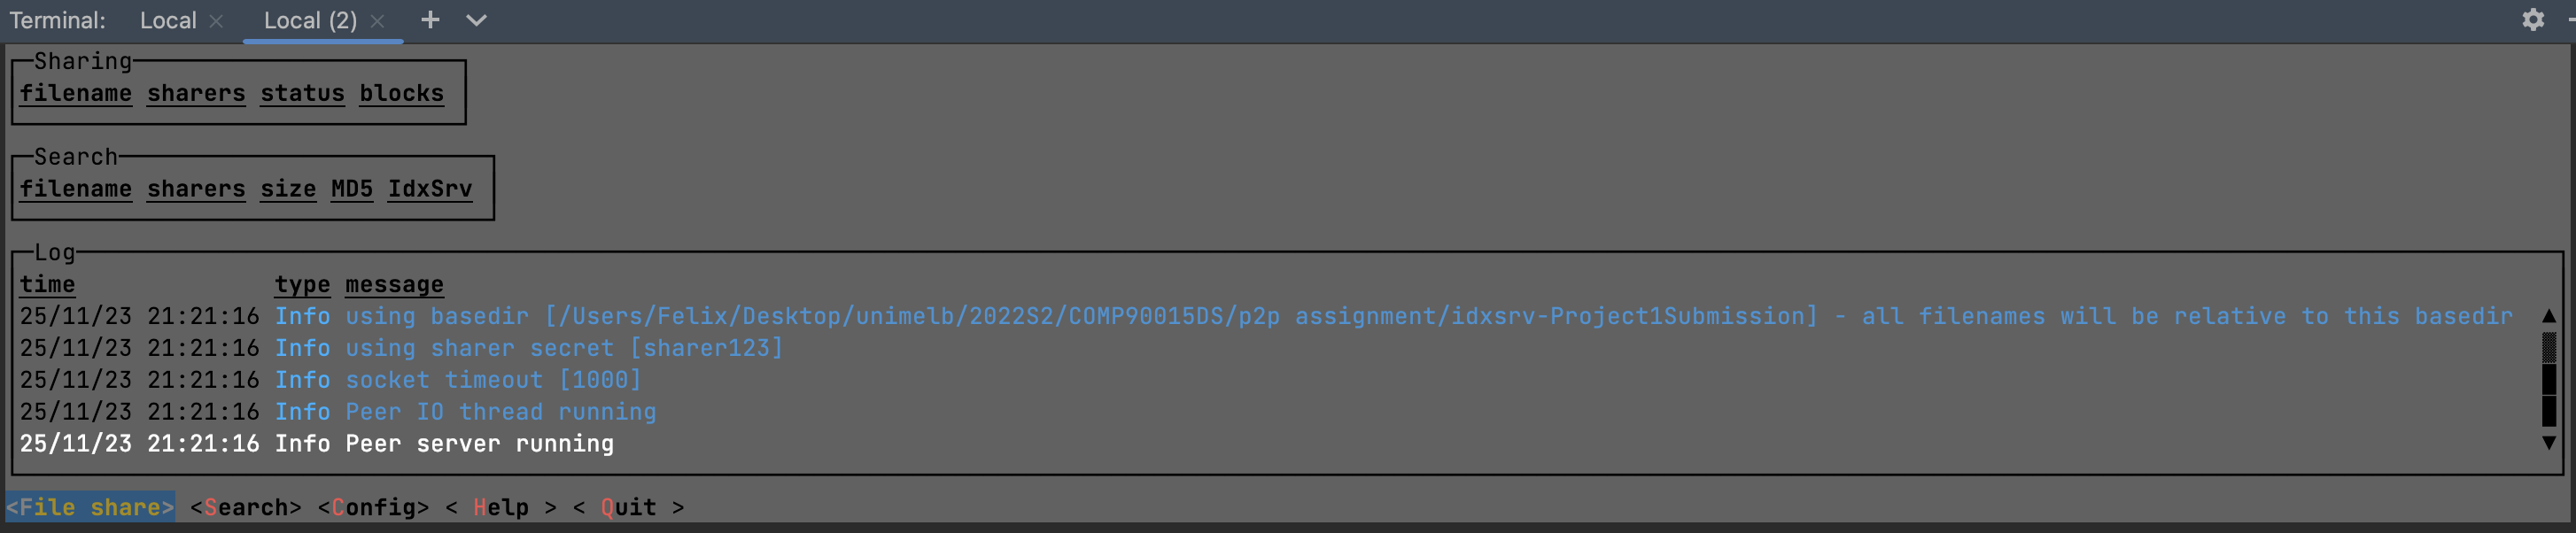 Terminal: Local × Local (2) × +
Sharing
filename sharers status blocks
Search
filename sharers size MD5 IdxSrv
Log
time type message
25/11/23 21:21:16 Info using basedir [/Users/Felix/Desktop/unimelb/2022S2/COMP90015DS/p2p assignment/idxsrv-Project1Submission] - all filenames will be relative to this basedir
25/11/23 21:21:16 Info using sharer secret [sharer123]
25/11/23 21:21:16 Info socket timeout [1000]
25/11/23 21:21:16 Info Peer IO thread running
25/11/23 21:21:16 Info Peer server running
<File share> <Search> <Config> < Help > < Quit >